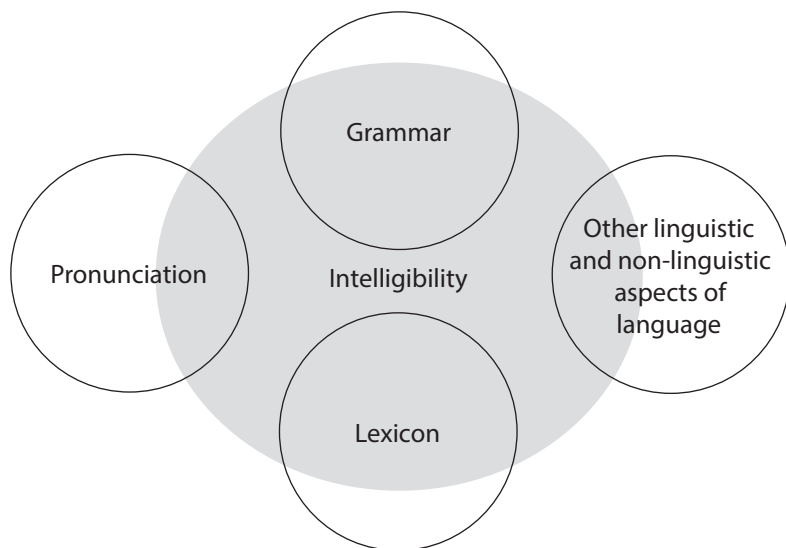 Grammar
Pronunciation
Intelligibility
Other linguistic
and non-linguistic
aspects of
language
Lexicon